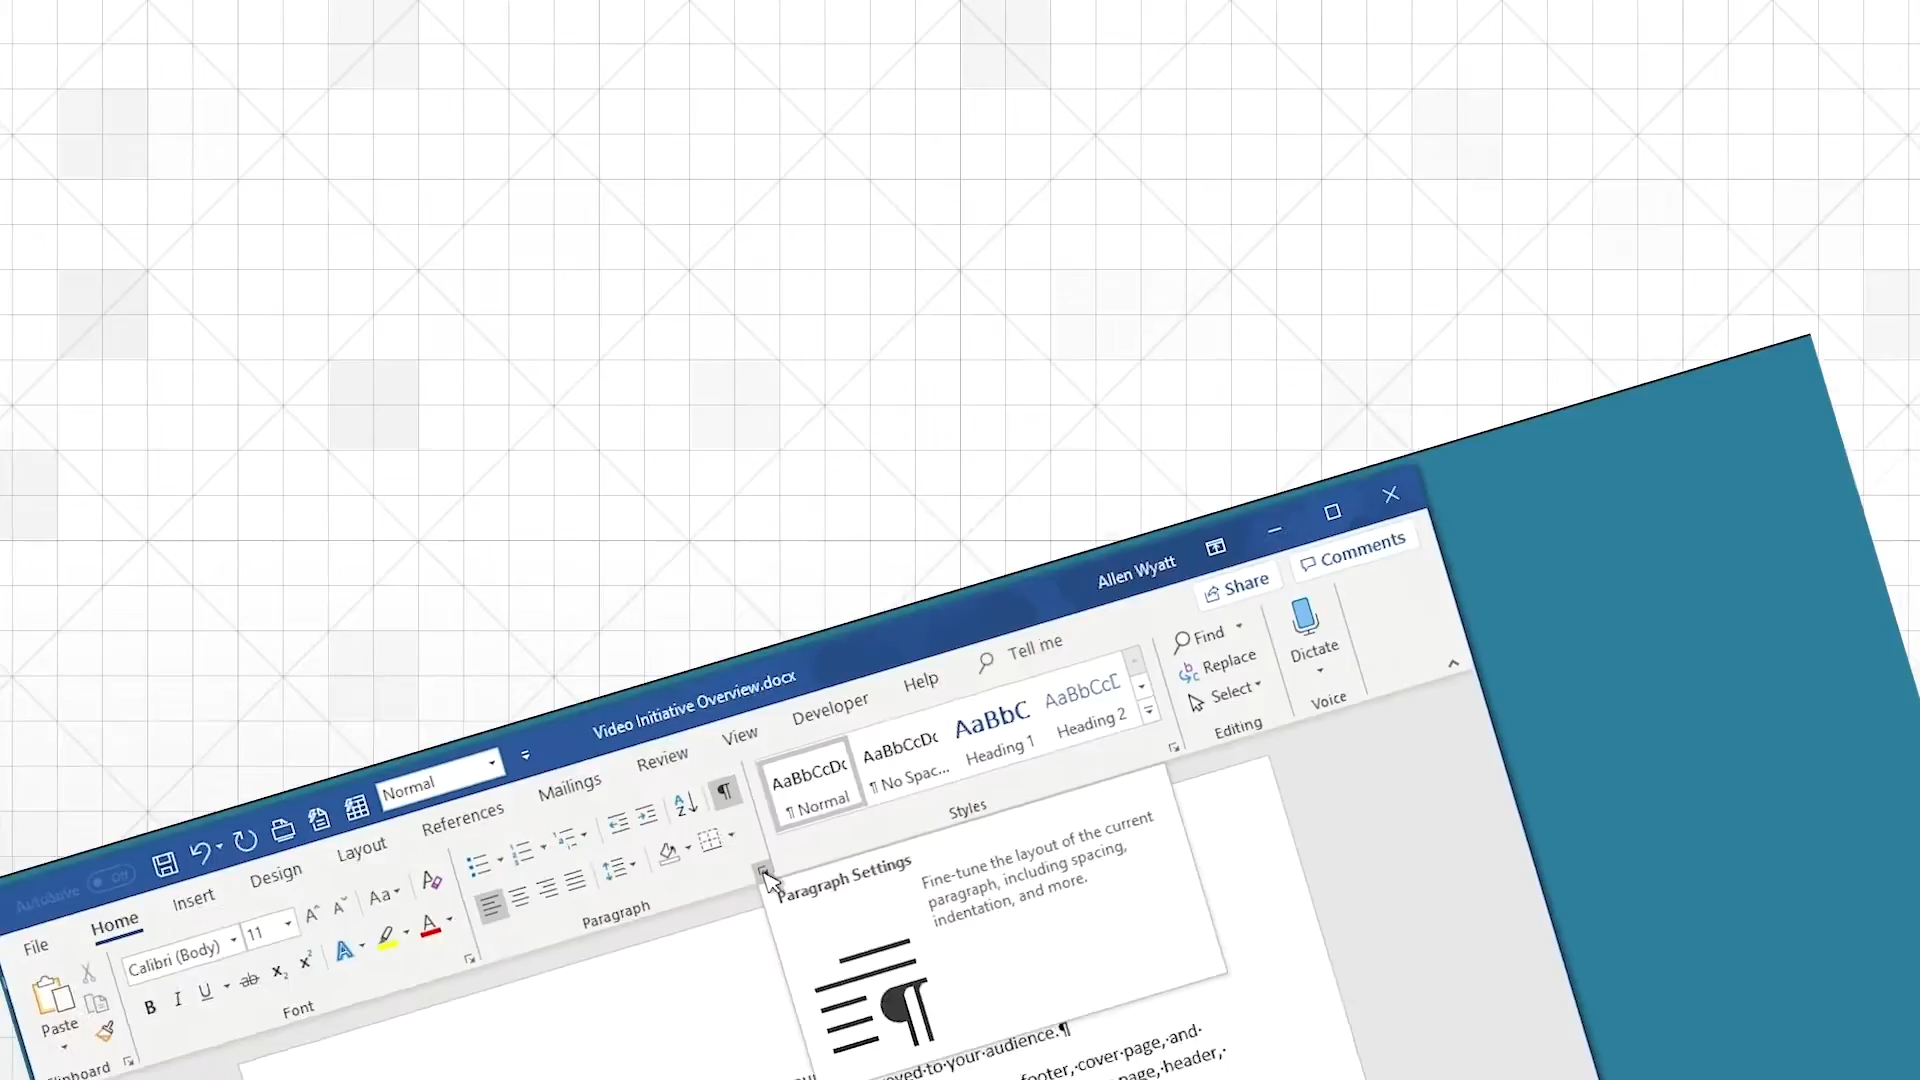 Allen Wyatt
Video Initiative Overview.docx
Normal
AutoSave Off
Share
Comments
File
Home
Insert
Design
Layout
References
Mailings
Review
View
Developer
Help
Tell me
Paste
Calibri (Body)
11
Font
Paragraph
AaBbCcDc
¶ Normal
AaBbCcDc
¶ No Spac...
AaBbC
Heading 1
AaBbCcD
Heading 2
Styles
Find
Replace
Select
Editing
Dictate
Voice
Paragraph Settings
Fine-tune the layout of the current
paragraph, including spacing,
indentation, and more.
to·your·audience.¶
cover·page,·and·
page,·header,·